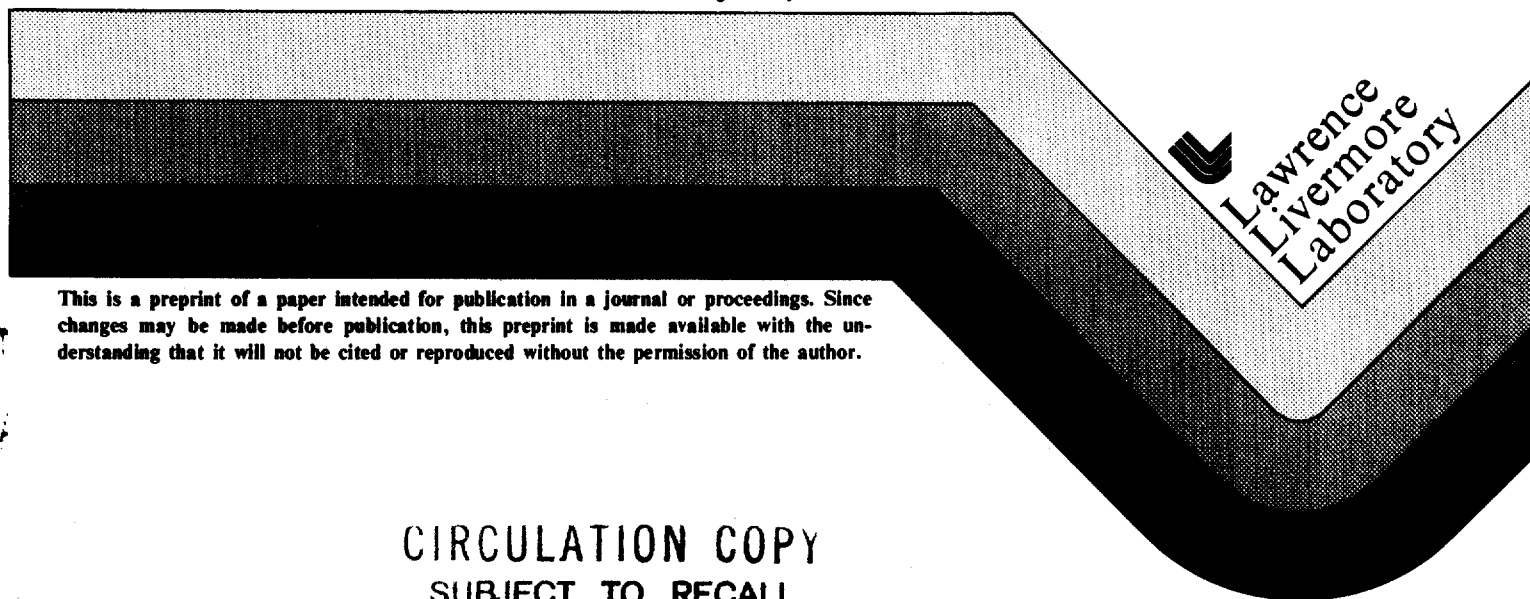 Lawrence
Livermore
Laboratory
This is a preprint of a paper intended for publication in a journal or proceedings. Since
changes may be made before publication, this preprint is made available with the un-
derstanding that it will not be cited or reproduced without the permission of the author.
CIRCULATION COPY
SUBJECT TO RECALL